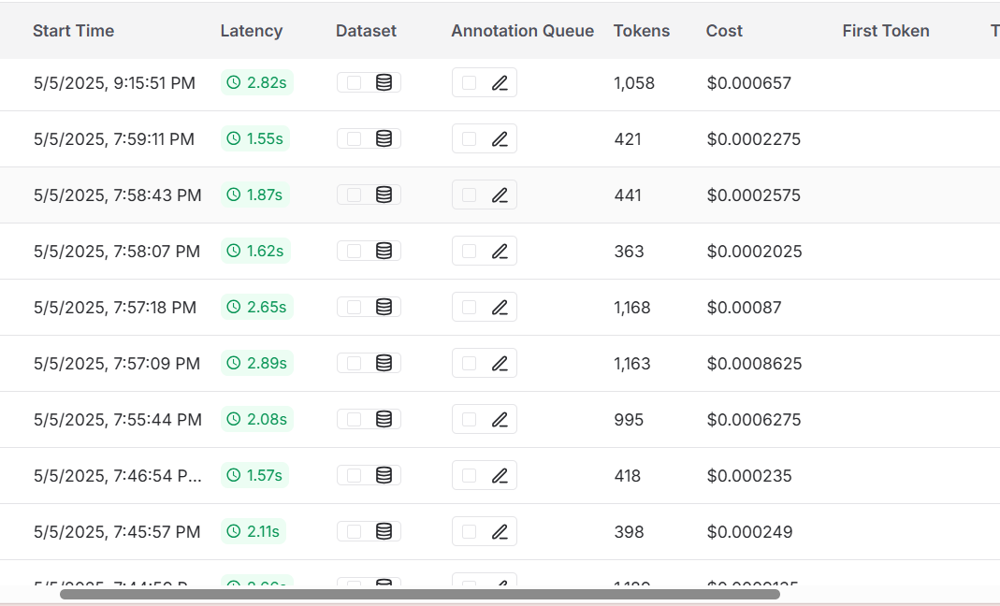 Start Time Latency Dataset Annotation Queue Tokens Cost First Token T
5/5/2025, 9:15:51 PM 2.82s 1,058 $0.000657
5/5/2025, 7:59:11 PM 1.55s 421 $0.0002275
5/5/2025, 7:58:43 PM 1.87s 441 $0.0002575
5/5/2025, 7:58:07 PM 1.62s 363 $0.0002025
5/5/2025, 7:57:18 PM 2.65s 1,168 $0.00087
5/5/2025, 7:57:09 PM 2.89s 1,163 $0.0008625
5/5/2025, 7:55:44 PM 2.08s 995 $0.0006275
5/5/2025, 7:46:54 P... 1.57s 418 $0.000235
5/5/2025, 7:45:57 PM 2.11s 398 $0.000249